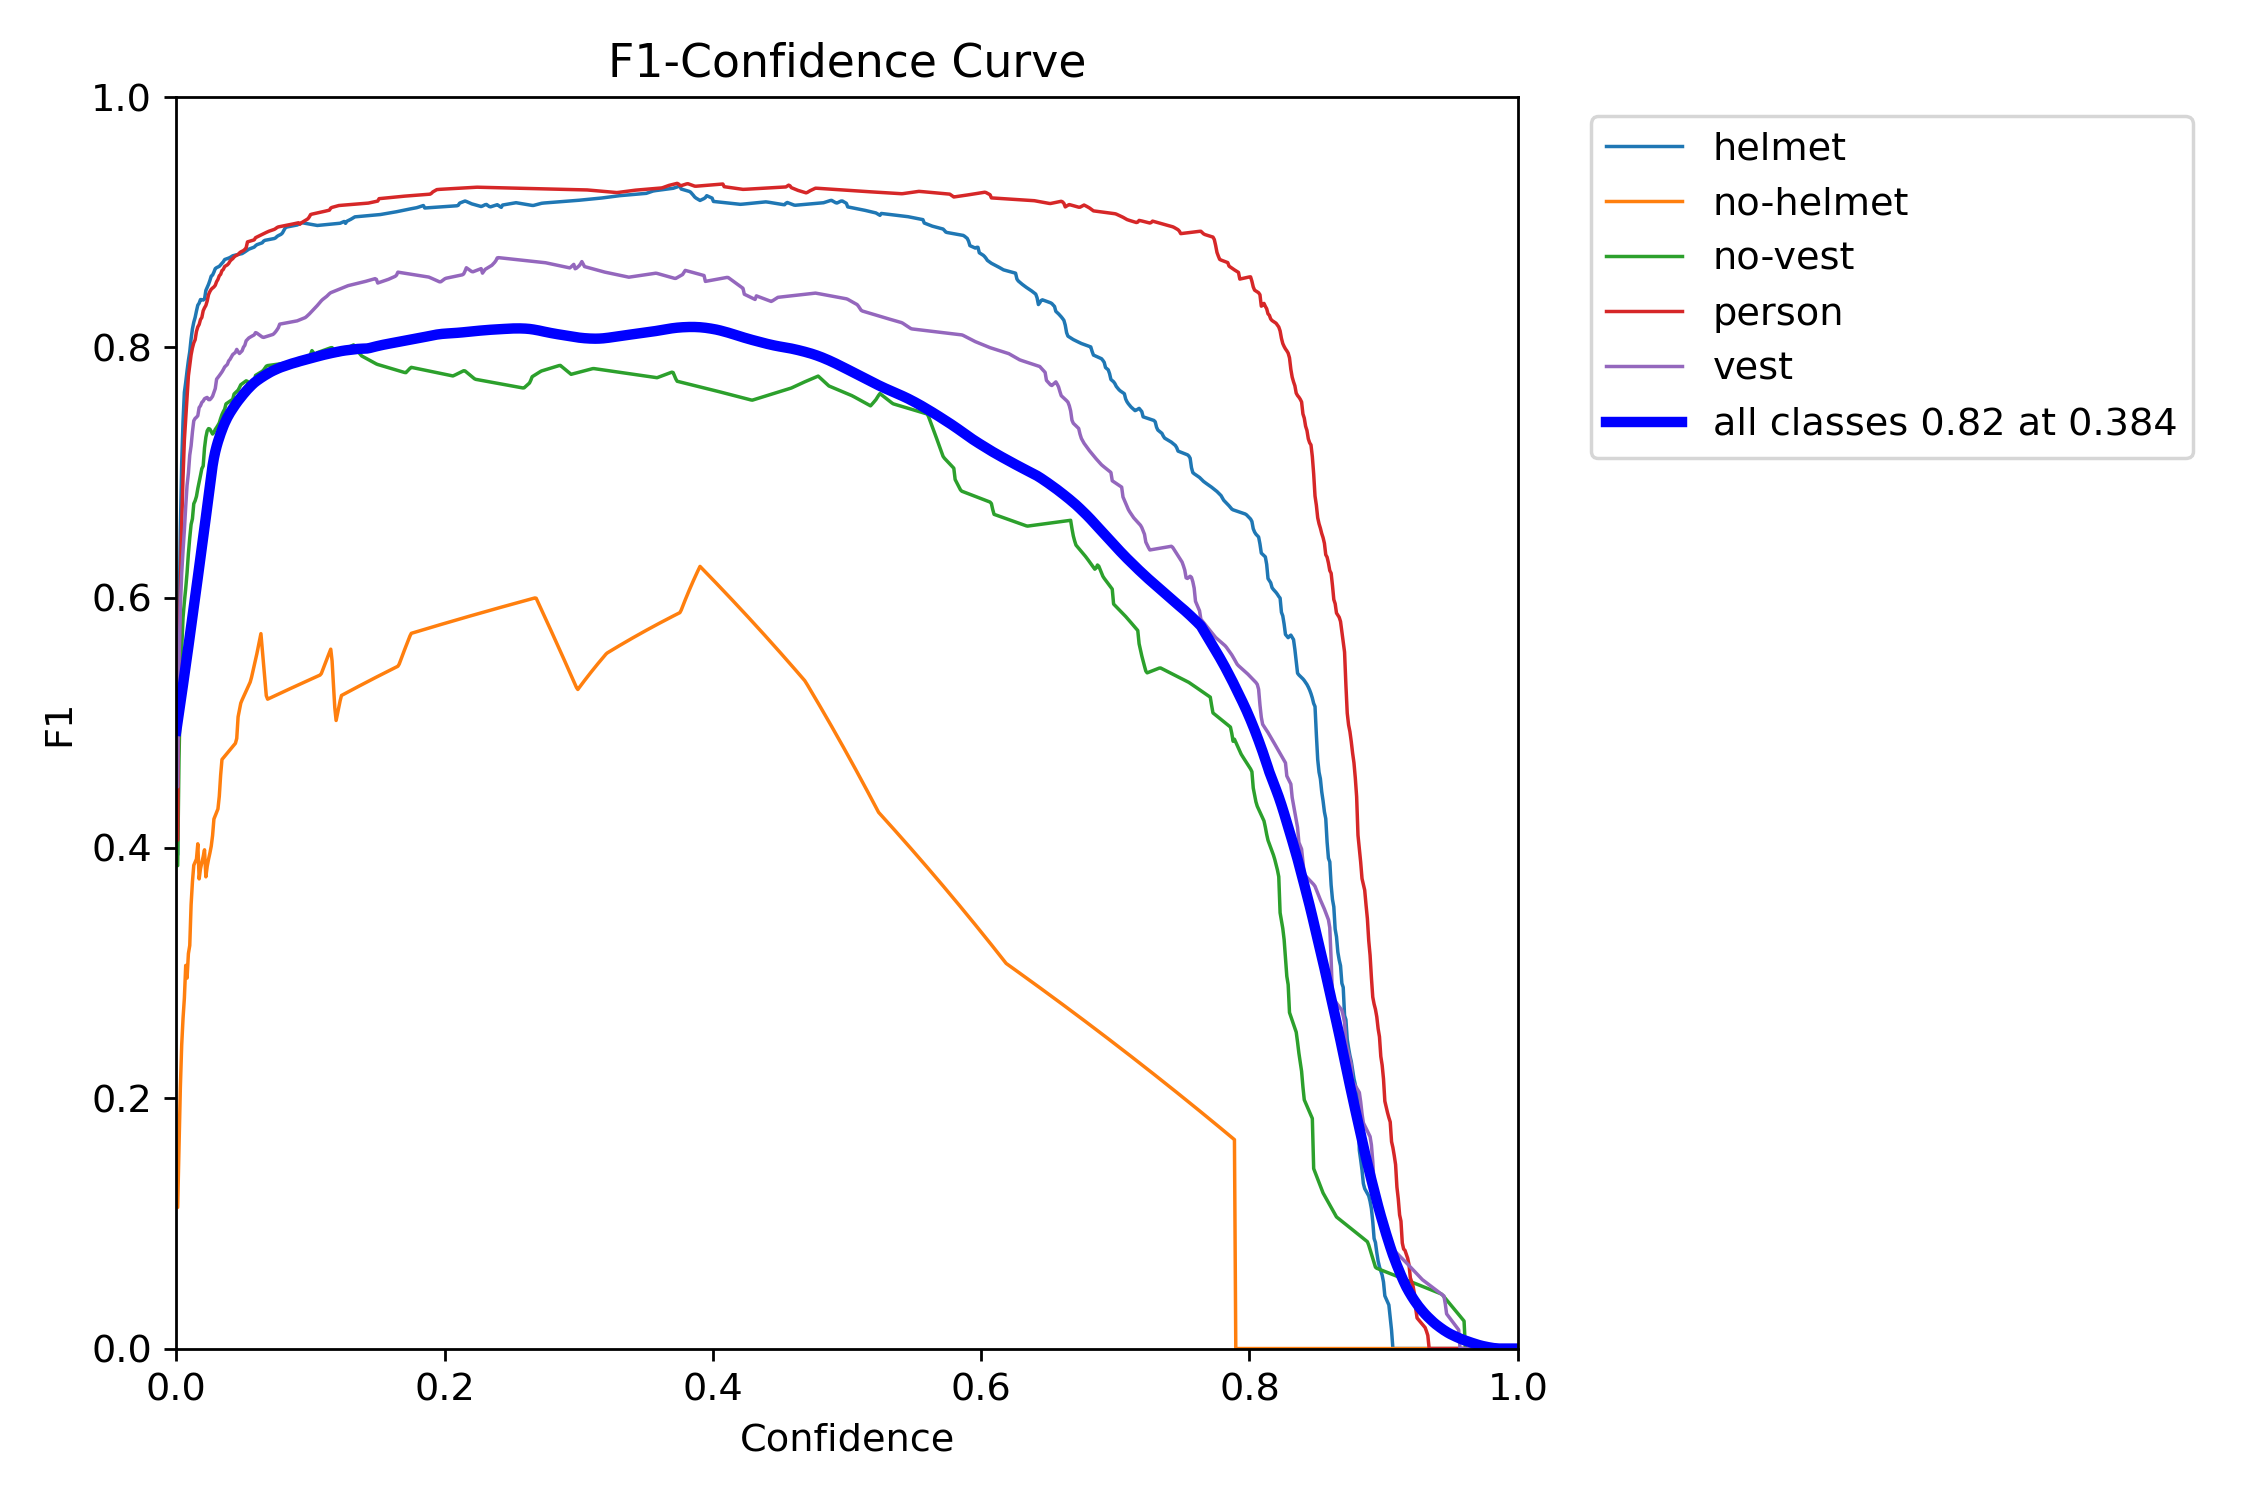 F1-Confidence Curve
1.0
0.8
0.6
0.4
0.2
0.0
F1
0.0 0.2 0.4 0.6 0.8 1.0
Confidence
helmet
no-helmet
no-vest
person
vest
all classes 0.82 at 0.384